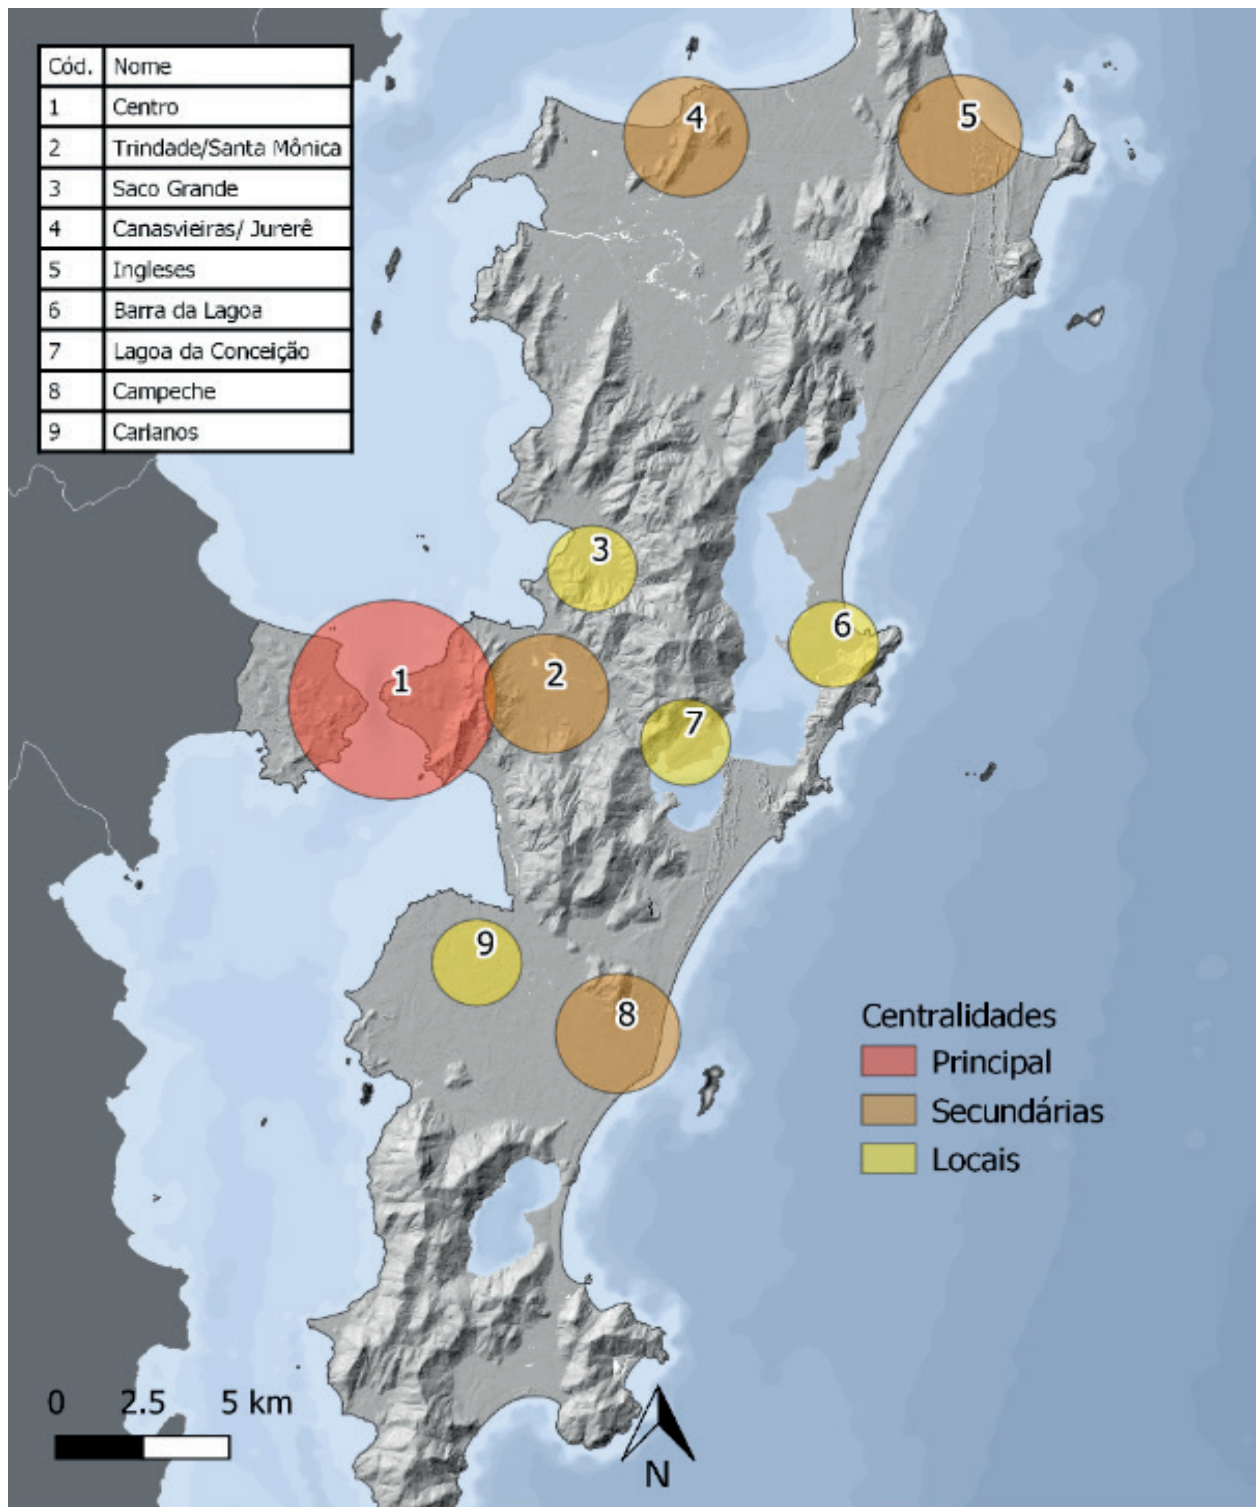 Cód. Nome
1 Centro
2 Trindade/Santa Mônica
3 Saco Grande
4 Canasvieiras/ Jurerê
5 Ingleses
6 Barra da Lagoa
7 Lagoa da Conceição
8 Campeche
9 Carianos
4
5
3
6
1
2
7
9
8
Centralidades
Principal
Secundárias
Locais
0 2.5 5 km
N